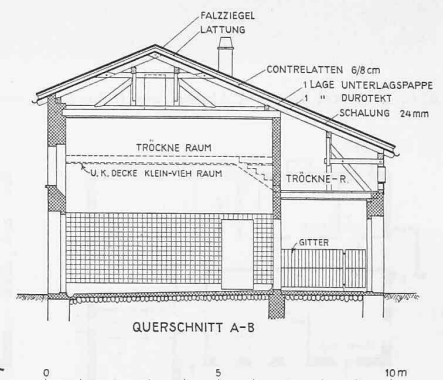 FALZZIEGEL
LATTUNG
CONTRELATTEN 6/8 cm
1 LAGE UNTERLAGSPAPPE
1 " DUROTEKT
SCHALUNG 24 mm
TRÖCKNE RAUM
U. K. DECKE KLEIN-VIEH RAUM
TRÖCKNE-R.
GITTER
QUERSCHNITT A-B
0 5 10 m